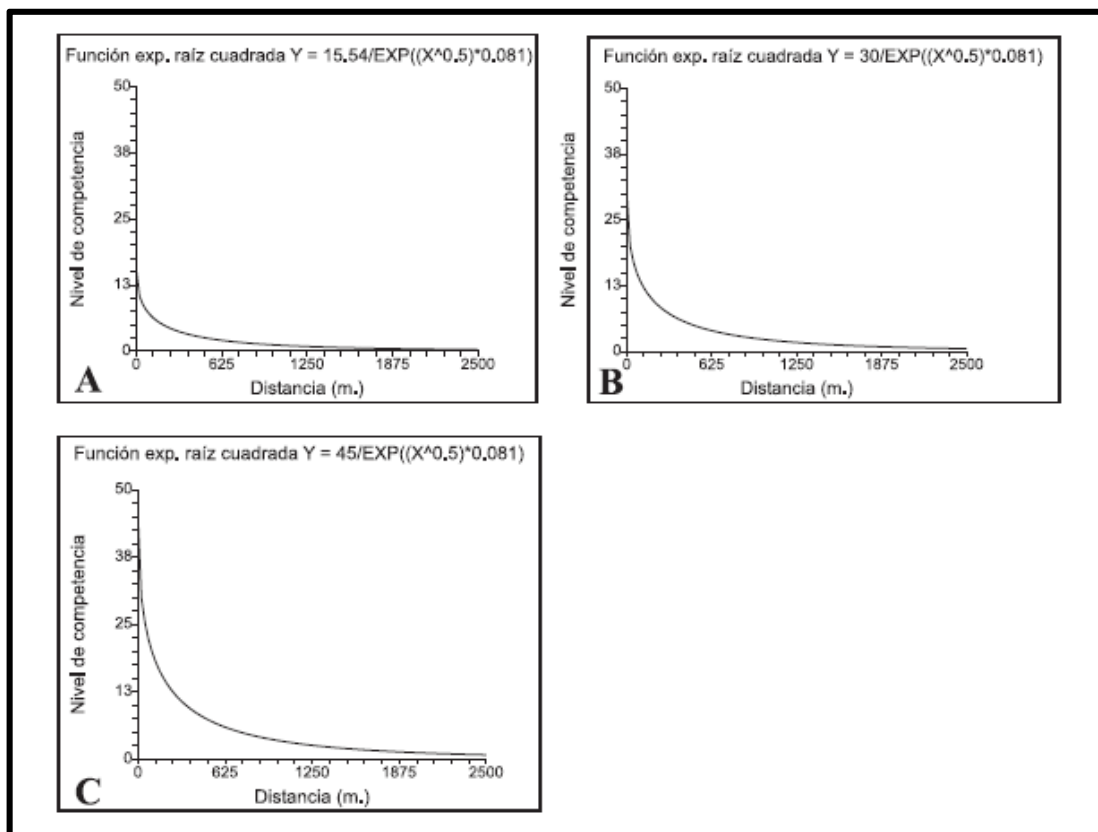 Función exp. raíz cuadrada Y = 15.54/EXP((X^0.5)*0.081)
Nivel de competencia
50
38
25
13
0
0 625 1250 1875 2500
Distancia (m.)
A
Función exp. raíz cuadrada Y = 30/EXP((X^0.5)*0.081)
Nivel de competencia
50
38
25
13
0
0 625 1250 1875 2500
Distancia (m.)
B
Función exp. raíz cuadrada Y = 45/EXP((X^0.5)*0.081)
Nivel de competencia
50
38
25
13
0
0 625 1250 1875 2500
Distancia (m.)
C